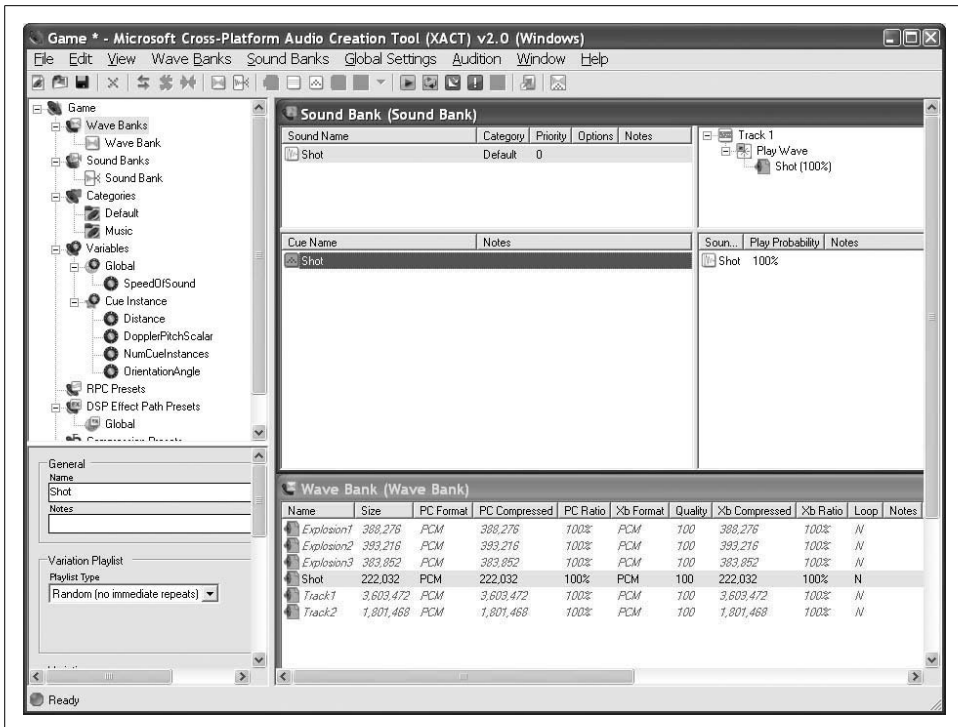 Game * - Microsoft Cross-Platform Audio Creation Tool (XACT) v2.0 (Windows)
File Edit View Wave Banks Sound Banks Global Settings Audition Window Help
Game
Wave Banks
Wave Bank
Sound Banks
Sound Bank
Categories
Default
Music
Variables
Global
SpeedOfSound
Cue Instance
Distance
DopplerPitchScalar
NumCueInstances
OrientationAngle
RPC Presets
DSP Effect Path Presets
Global
General
Name
Shot
Notes
Variation Playlist
Playlist Type
Random (no immediate repeats)
Sound Bank (Sound Bank)
Sound Name Category Priority Options Notes
Shot Default 0
Track 1
Play Wave
Shot (100%)
Cue Name Notes
Shot
Soun... Play Probability Notes
Shot 100%
Wave Bank (Wave Bank)
Name Size PC Format PC Compressed PC Ratio Xb Format Quality Xb Compressed Xb Ratio Loop Notes
Explosion1 388,276 PCM 388,276 100% PCM 100 388,276 100% N
Explosion2 393,216 PCM 393,216 100% PCM 100 393,216 100% N
Explosion3 383,852 PCM 383,852 100% PCM 100 383,852 100% N
Shot 222,032 PCM 222,032 100% PCM 100 222,032 100% N
Track1 3,603,472 PCM 3,603,472 100% PCM 100 3,603,472 100% N
Track2 1,801,468 PCM 1,801,468 100% PCM 100 1,801,468 100% N
Ready